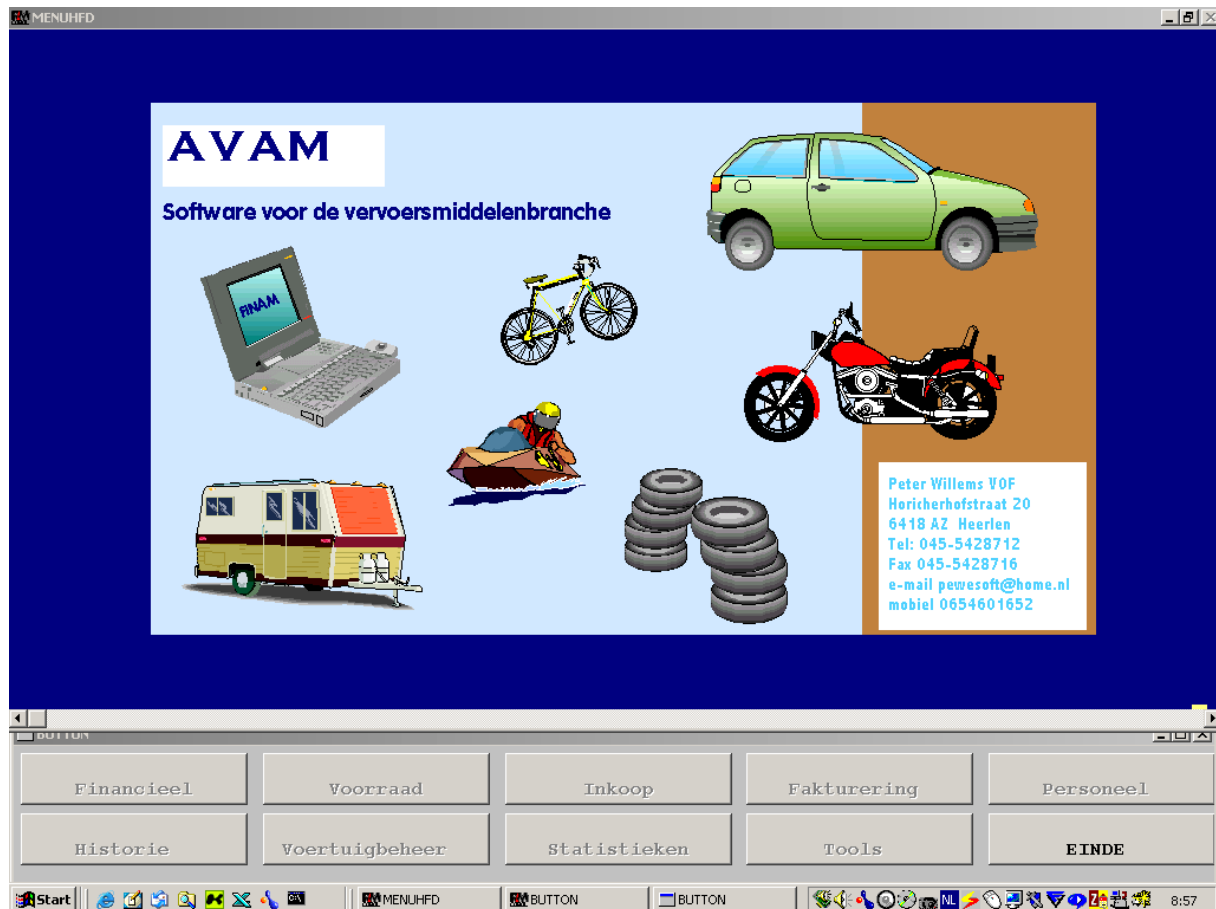 MENUHFD
AVAM
Software voor de vervoersmiddelenbranche
FINAM
Peter Willems VOF
Horicherhofstraat 20
6418 AZ Heerlen
Tel: 045-5428712
Fax 045-5428716
e-mail pewesoft@home.nl
mobiel 0654601652
BUTTON
Financieel
Voorraad
Inkoop
Fakturering
Personeel
Historie
Voertuigbeheer
Statistieken
Tools
EINDE
Start
MENUHFD
BUTTON
BUTTON
NL
8:57